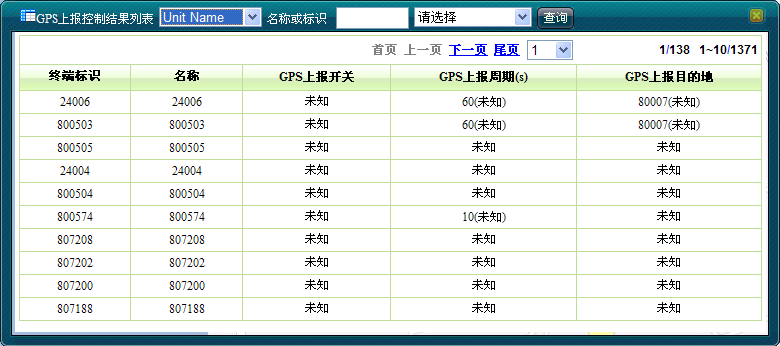 GPS上报控制结果列表 Unit Name 名称或标识 请选择 查询
首页 上一页 下一页 尾页 1 1/138 1~10/1371
终端标识 名称 GPS上报开关 GPS上报周期(s) GPS上报目的地
24006 24006 未知 60(未知) 80007(未知)
800503 800503 未知 60(未知) 80007(未知)
800505 800505 未知 未知 未知
24004 24004 未知 未知 未知
800504 800504 未知 未知 未知
800574 800574 未知 10(未知) 未知
807208 807208 未知 未知 未知
807202 807202 未知 未知 未知
807200 807200 未知 未知 未知
807188 807188 未知 未知 未知